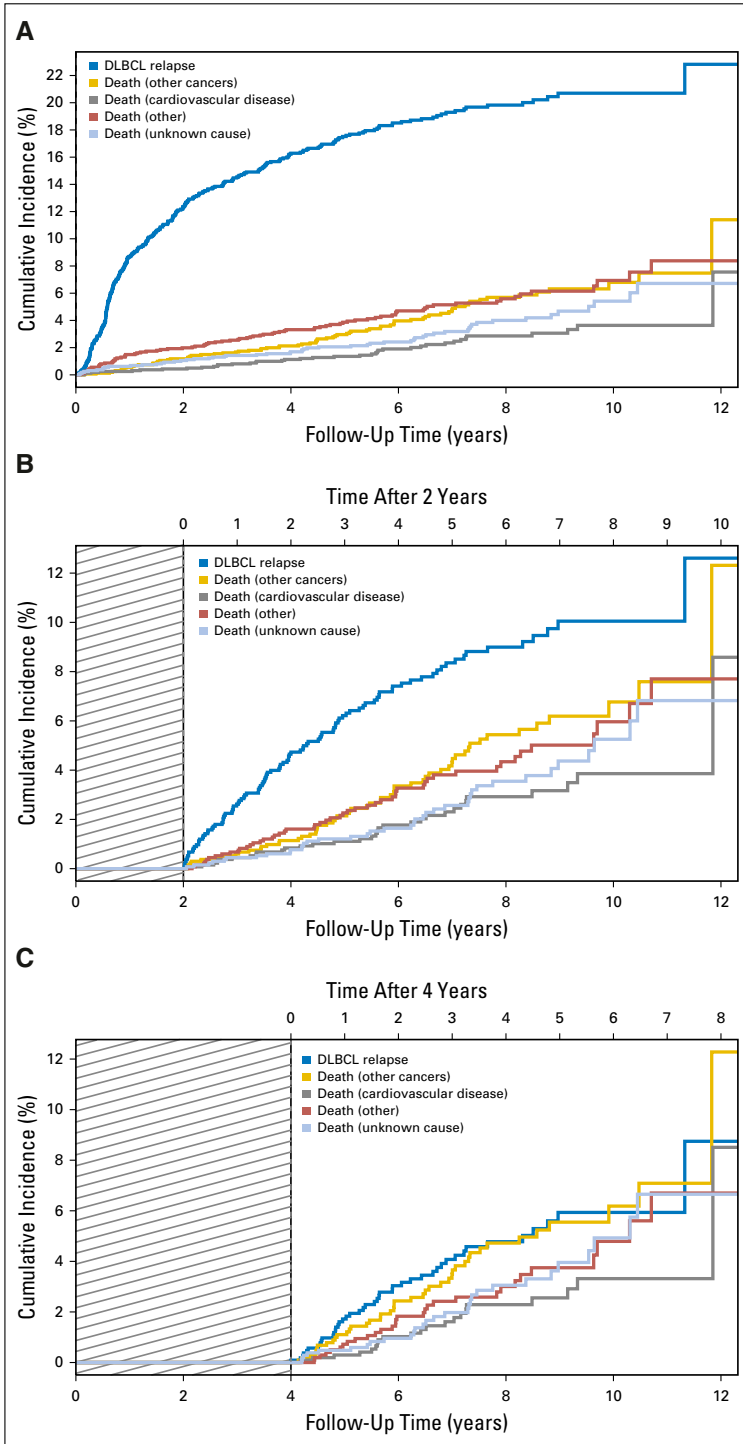 A
DLBCL relapse
Death (other cancers)
Death (cardiovascular disease)
Death (other)
Death (unknown cause)
Cumulative Incidence (%)
22
20
18
16
14
12
10
8
6
4
2
0
0 2 4 6 8 10 12
Follow-Up Time (years)
B
Time After 2 Years
0 1 2 3 4 5 6 7 8 9 10
DLBCL relapse
Death (other cancers)
Death (cardiovascular disease)
Death (other)
Death (unknown cause)
Cumulative Incidence (%)
12
10
8
6
4
2
0
0 2 4 6 8 10 12
Follow-Up Time (years)
C
Time After 4 Years
0 1 2 3 4 5 6 7 8
DLBCL relapse
Death (other cancers)
Death (cardiovascular disease)
Death (other)
Death (unknown cause)
Cumulative Incidence (%)
12
10
8
6
4
2
0
0 2 4 6 8 10 12
Follow-Up Time (years)